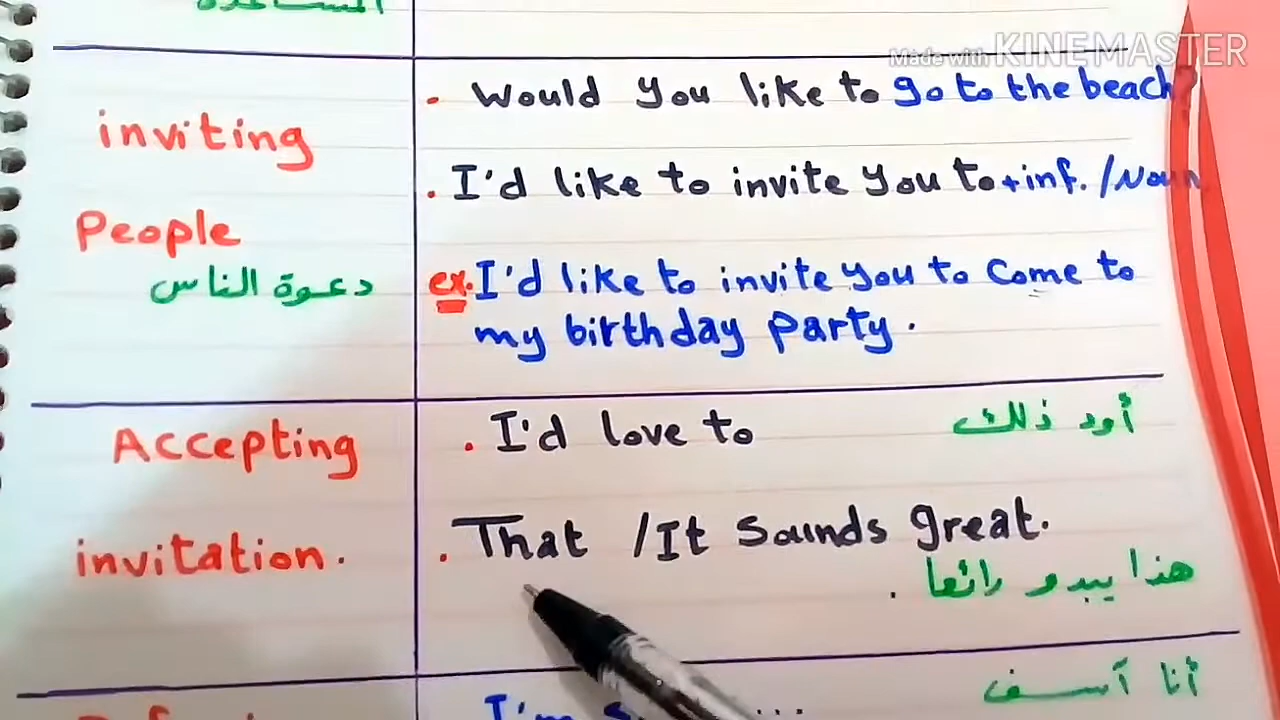 المساعدة
Made with KINEMASTER
inviting
People
دعوة الناس
. Would you like to go to the beach?
. I'd like to invite you to + inf. / Noun
ex. I'd like to invite you to come to
my birthday party.
Accepting
invitation.
. I'd love to أود ذلك
. That / It sounds great.
هذا يبدو رائعا .
I'm ... أنا آسف